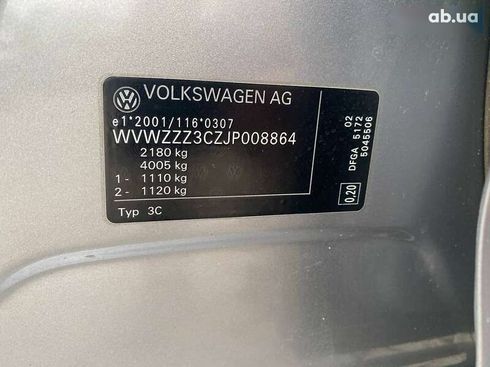 ab.ua
VOLKSWAGEN AG
e1*2001/116*0307
WVWZZZ3CZJP008864
2180 kg
4005 kg
1 - 1110 kg
2 - 1120 kg
Typ 3C
02
DFGA 5172
5045506
0,20